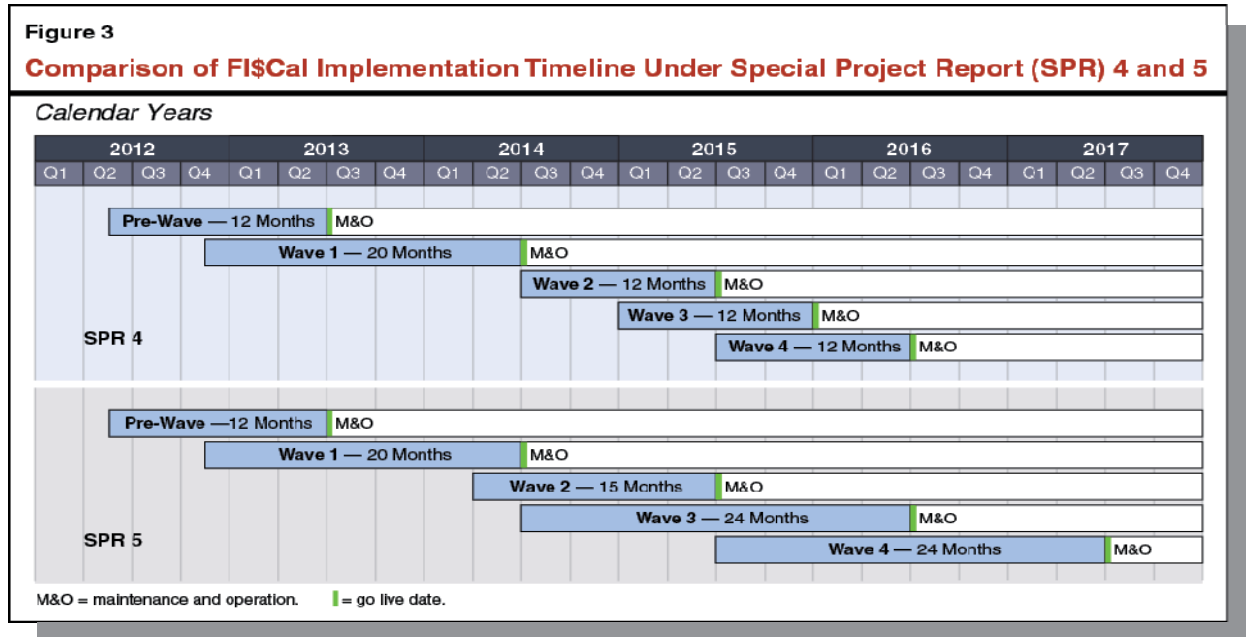 Figure 3
Comparison of FI$Cal Implementation Timeline Under Special Project Report (SPR) 4 and 5
Calendar Years
2012 2013 2014 2015 2016 2017
Q1 Q2 Q3 Q4 Q1 Q2 Q3 Q4 Q1 Q2 Q3 Q4 Q1 Q2 Q3 Q4 Q1 Q2 Q3 Q4 Q1 Q2 Q3 Q4
Pre-Wave — 12 Months M&O
Wave 1 — 20 Months M&O
Wave 2 — 12 Months M&O
Wave 3 — 12 Months M&O
SPR 4
Wave 4 — 12 Months M&O
Pre-Wave —12 Months M&O
Wave 1 — 20 Months M&O
Wave 2 — 15 Months M&O
Wave 3 — 24 Months M&O
SPR 5
Wave 4 — 24 Months M&O
M&O = maintenance and operation. = go live date.